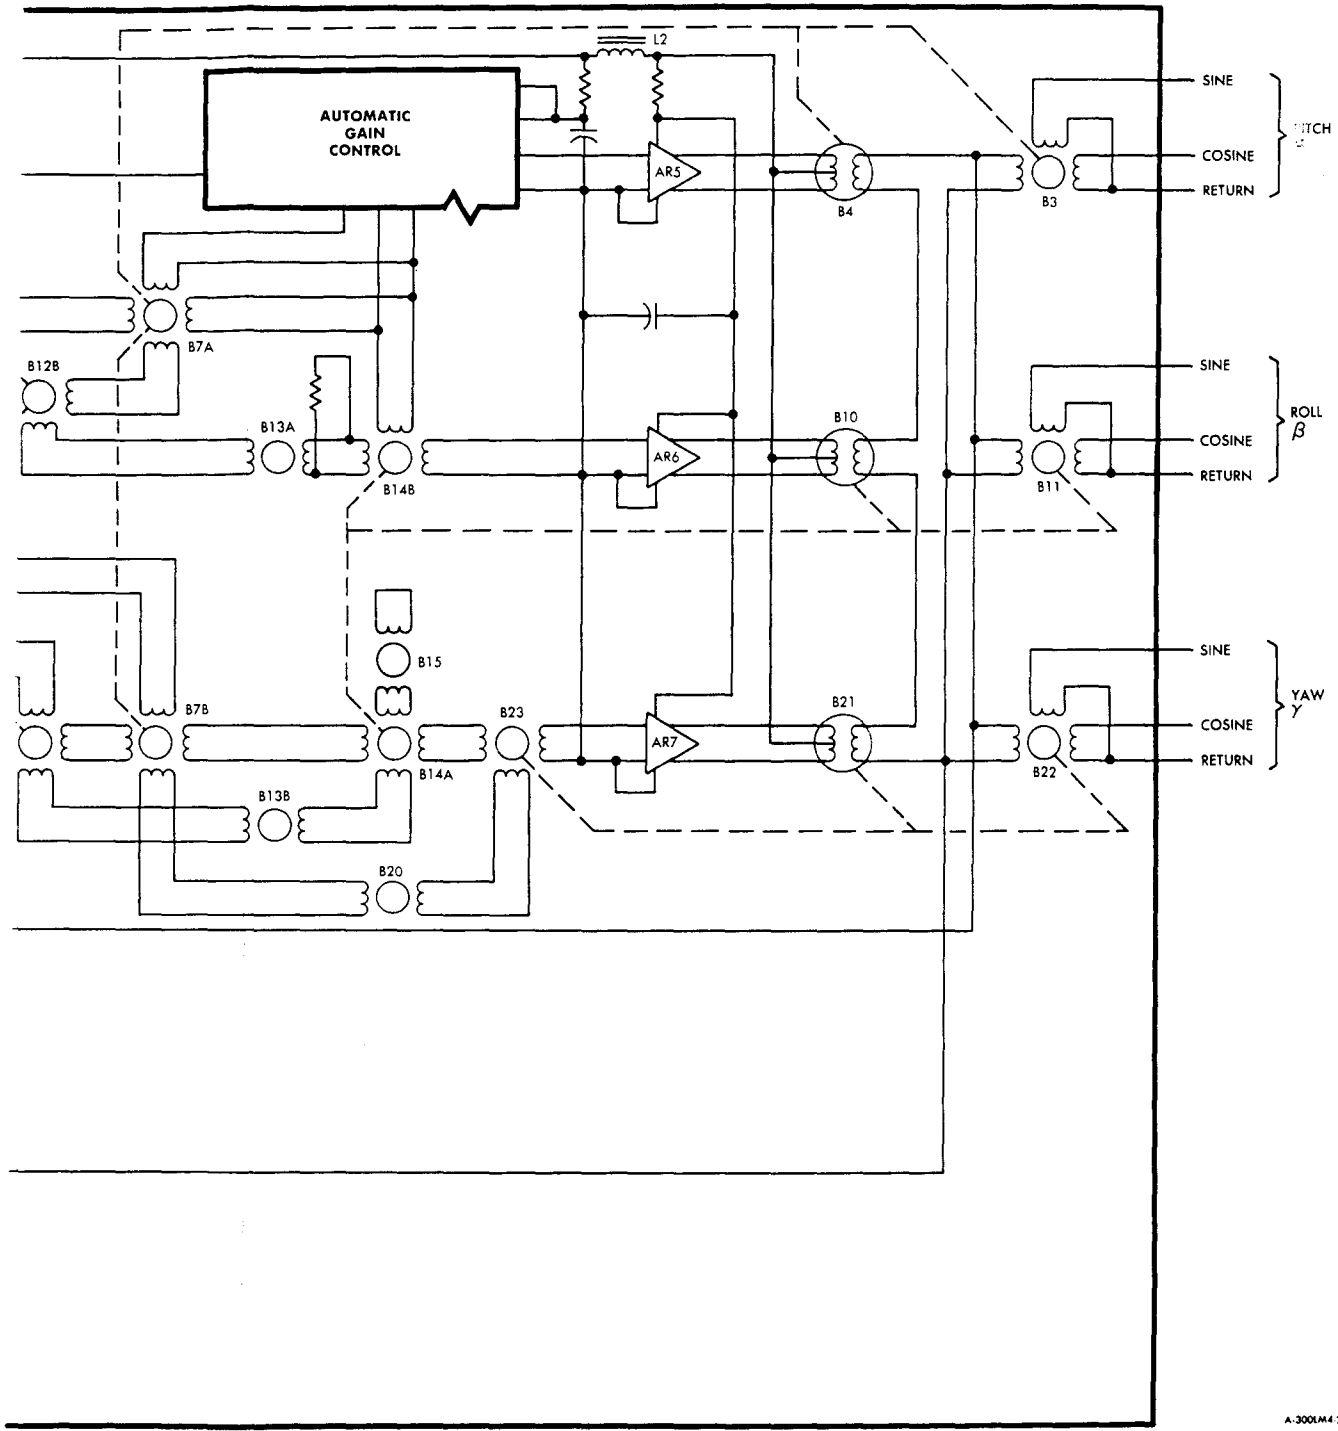 L2
AUTOMATIC
GAIN
CONTROL
SINE
COSINE
RETURN
AR5
B4
B3
B7A
B12B
B13A
B14B
AR6
B10
B11
SINE
COSINE
RETURN
ROLL
β
B15
B7B
B14A
B23
AR7
B21
B22
SINE
COSINE
RETURN
YAW
γ
B13B
B20